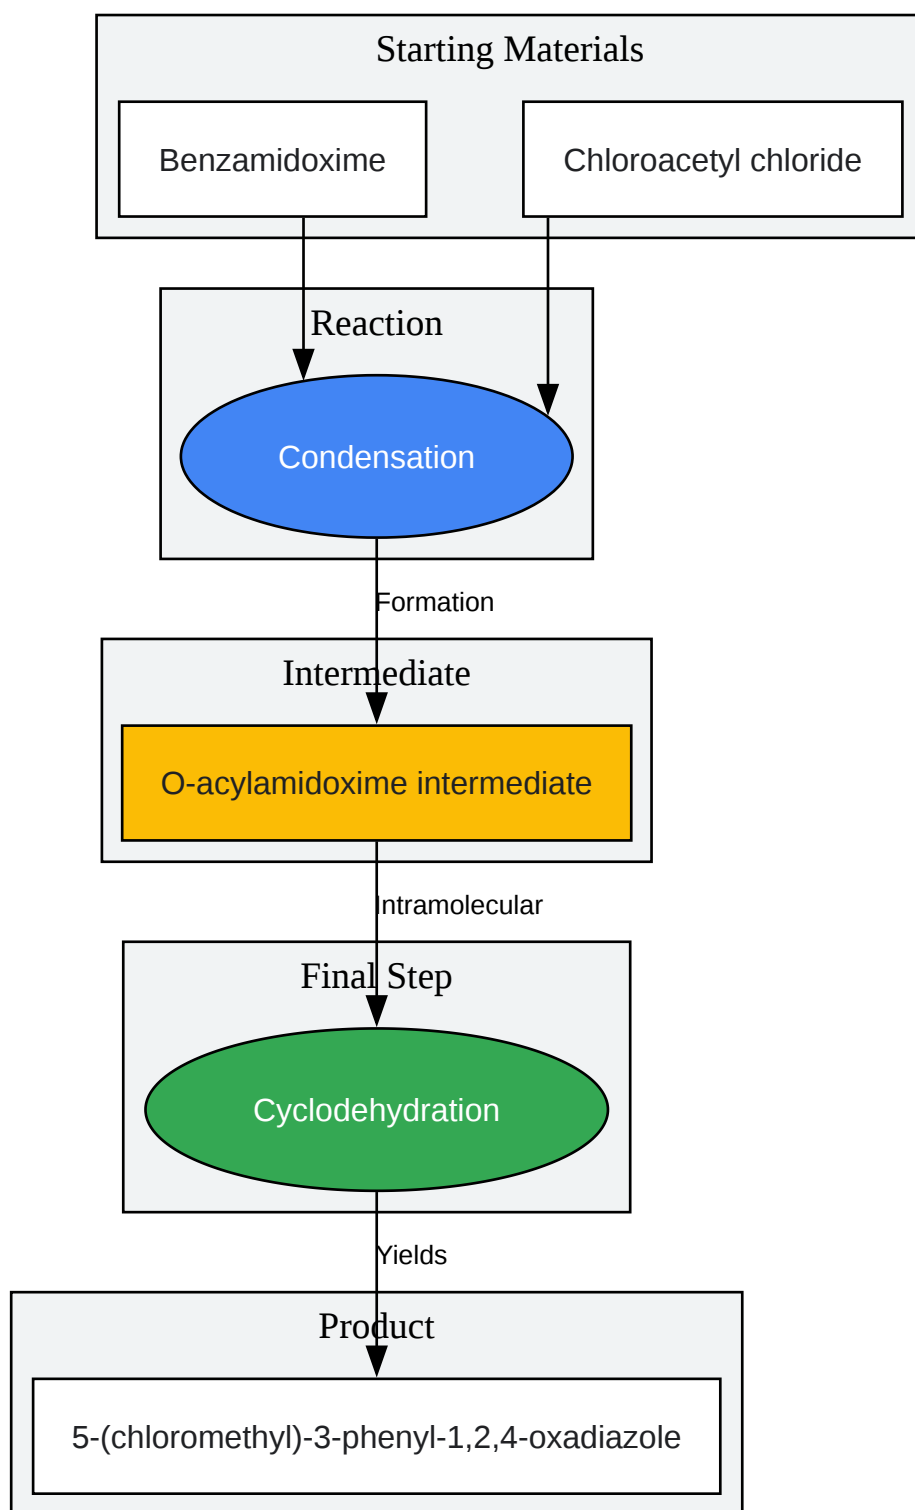 Starting Materials
Benzamidoxime
Chloroacetyl chloride
Reaction
Condensation
Formation
Intermediate
O-acylamidoxime intermediate
Intramolecular
Final Step
Cyclodehydration
Yields
Product
5-(chloromethyl)-3-phenyl-1,2,4-oxadiazole